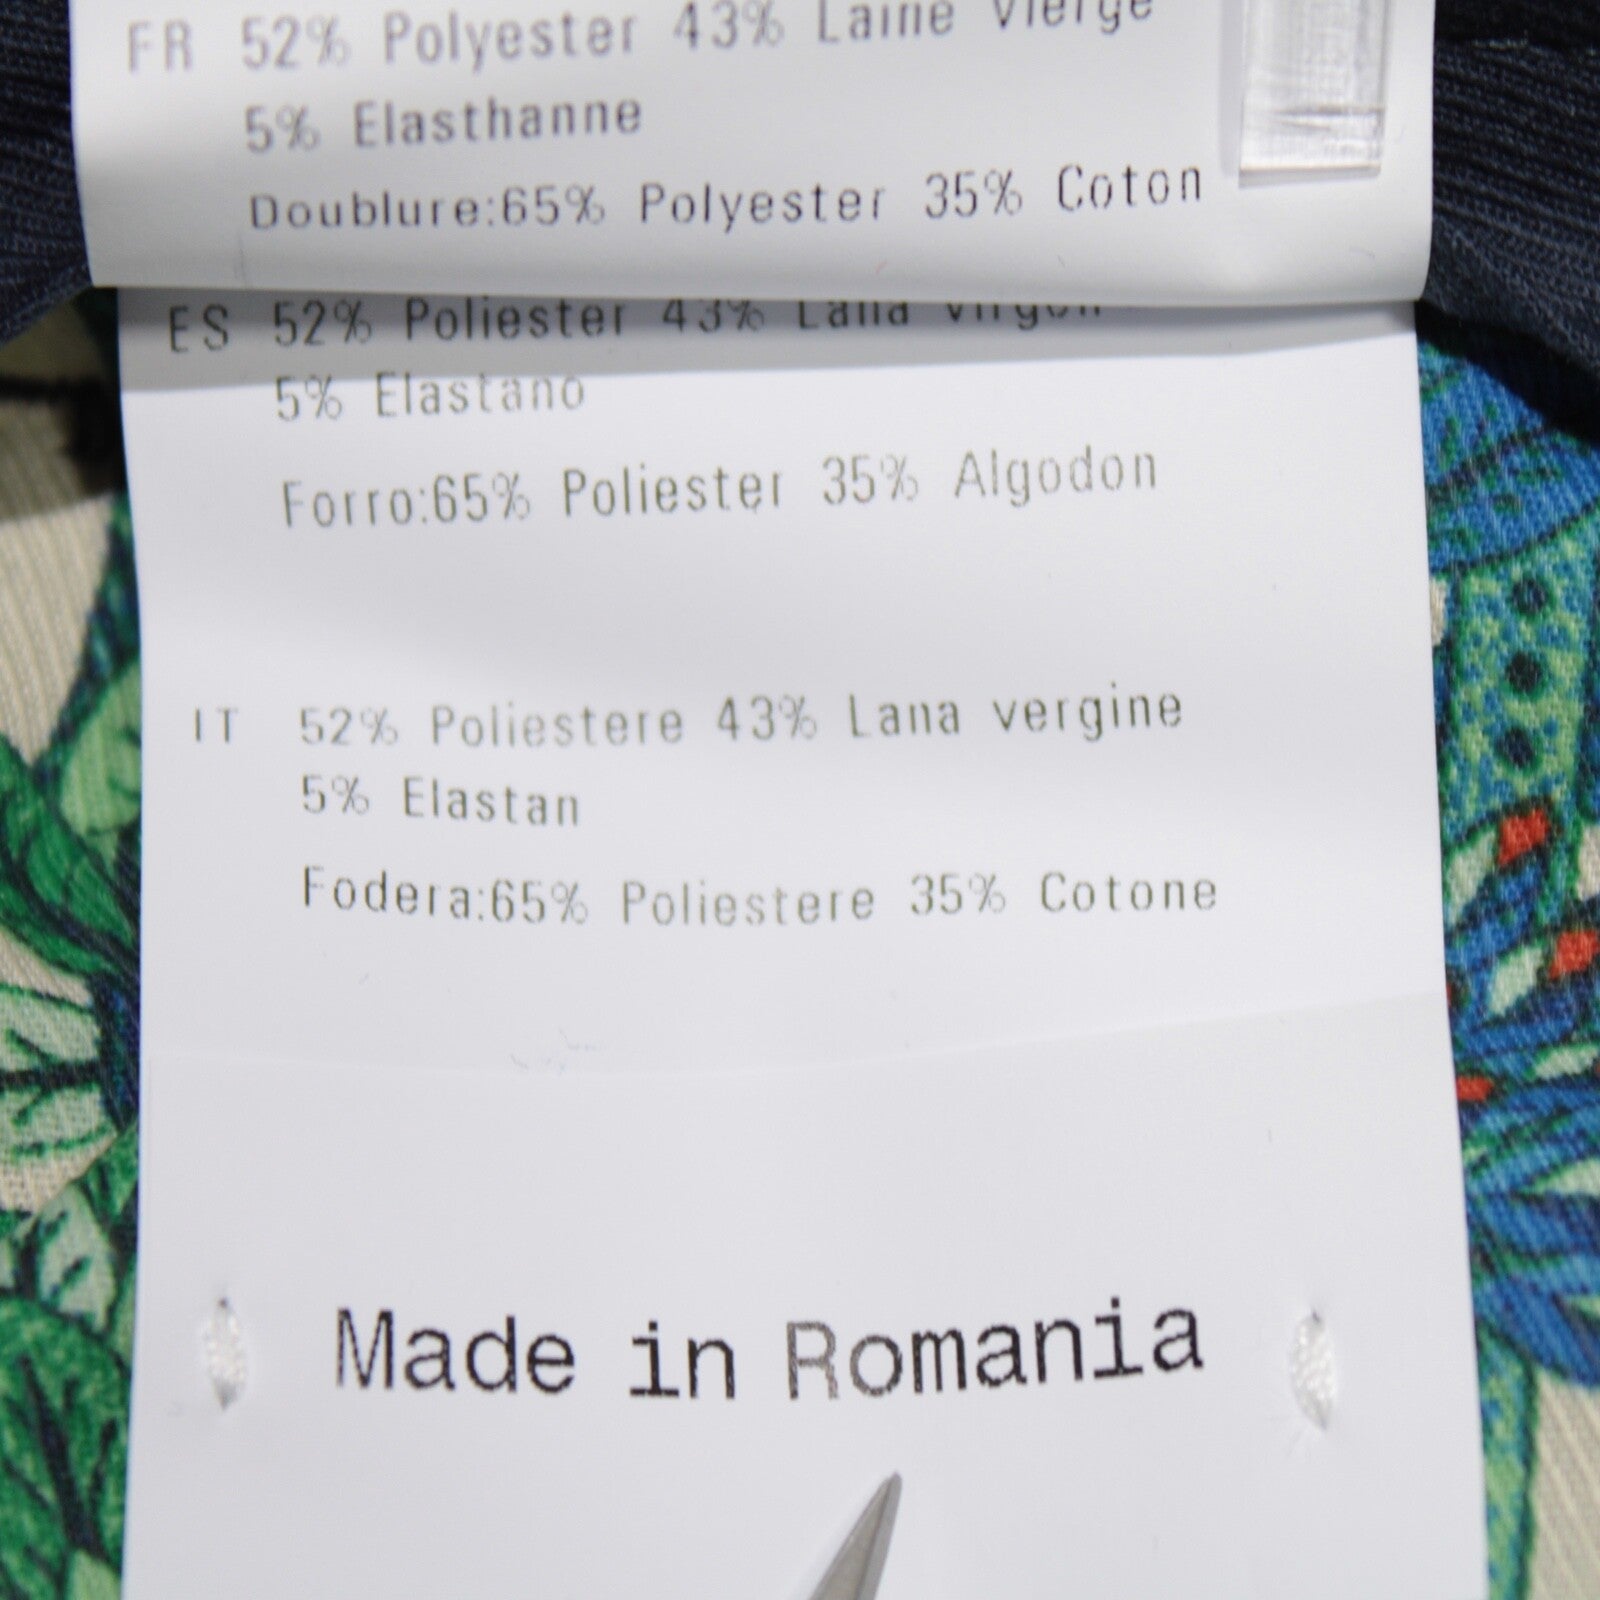 FR 52% Polyester 43% Laine Vierge
5% Elasthanne
Doublure:65% Polyester 35% Coton
ES 52% Poliester 43% Lana virgen
5% Elastano
Forro:65% Poliester 35% Algodon
IT 52% Poliestere 43% Lana vergine
5% Elastan
Fodera:65% Poliestere 35% Cotone
Made in Romania